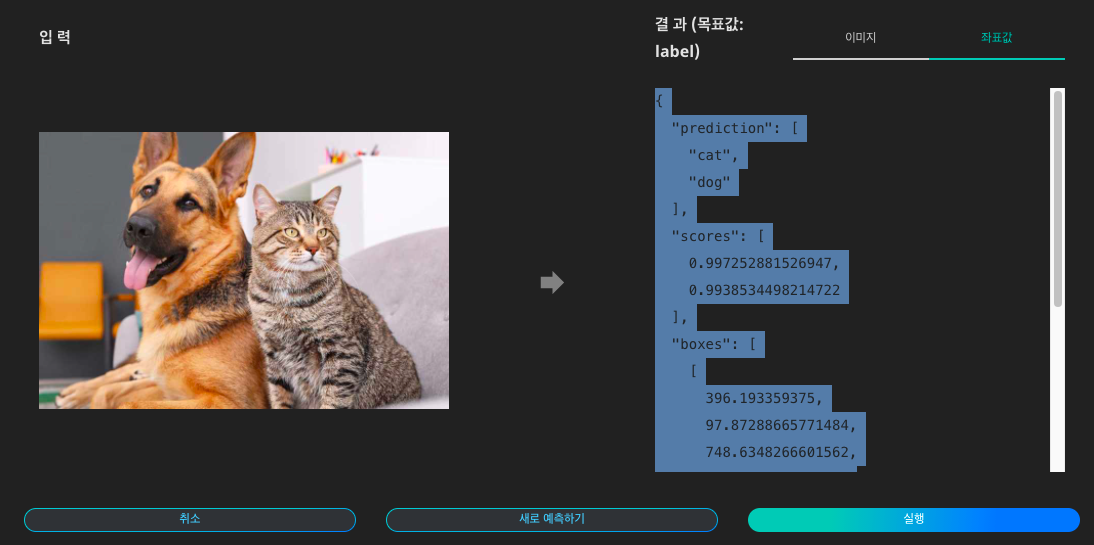 입 력
결 과 (목표값:
label)
이미지
좌표값
{
"prediction": [
"cat",
"dog"
],
"scores": [
0.997252881526947,
0.9938534498214722
],
"boxes": [
[
396.193359375,
97.87288665771484,
748.6348266601562,
취소
새로 예측하기
실행